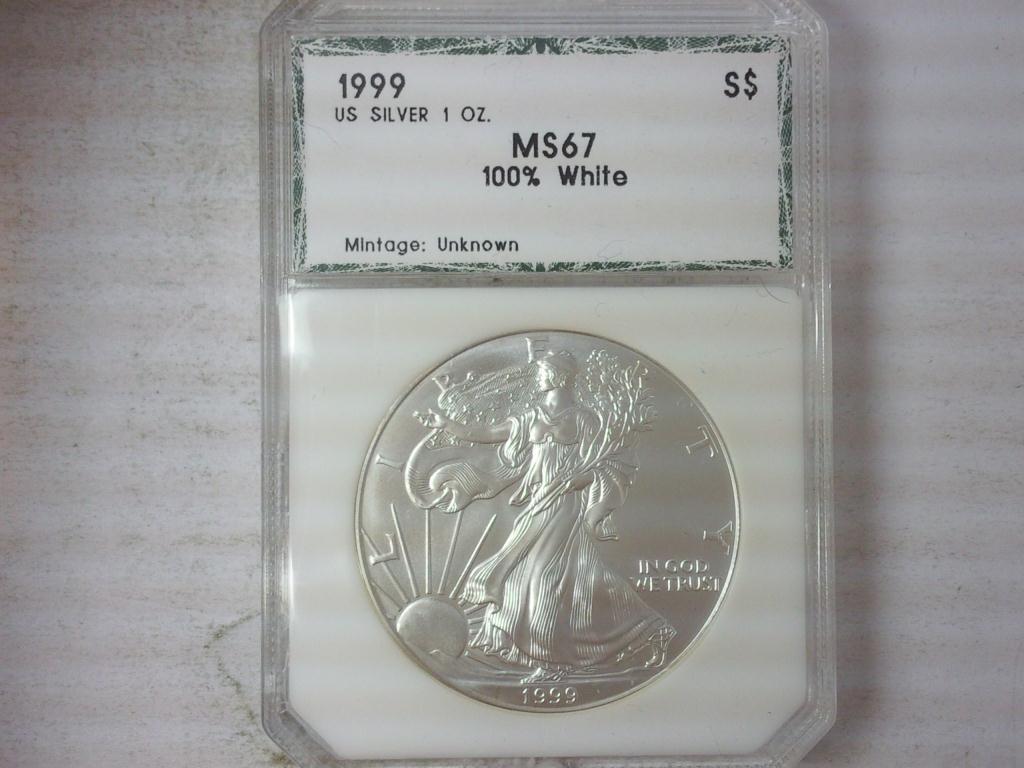 1999 S$
US SILVER 1 OZ.
MS67
100% White
Mintage: Unknown
LIBERTY
IN GOD
WE TRUST
1999